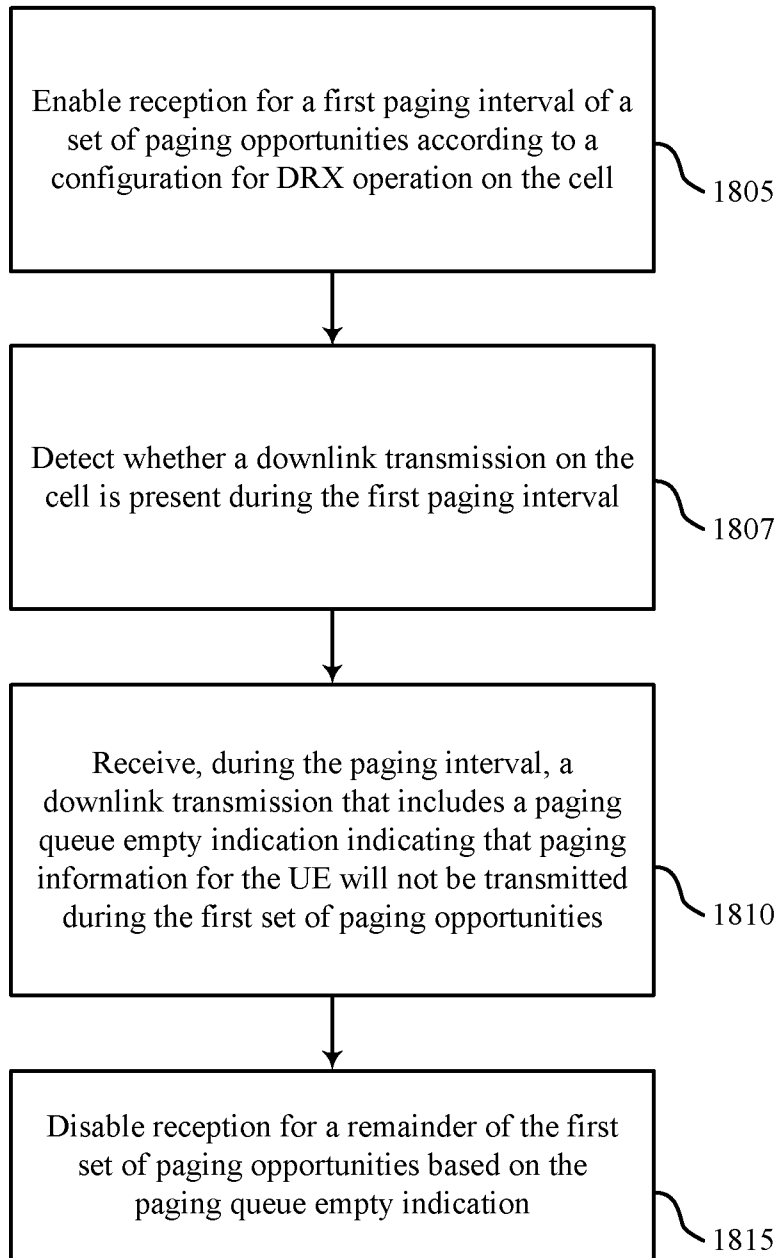 Enable reception for a first paging interval of a
set of paging opportunities according to a
configuration for DRX operation on the cell
1805
Detect whether a downlink transmission on the
cell is present during the first paging interval
1807
Receive, during the paging interval, a
downlink transmission that includes a paging
queue empty indication indicating that paging
information for the UE will not be transmitted
during the first set of paging opportunities
1810
Disable reception for a remainder of the first
set of paging opportunities based on the
paging queue empty indication
1815